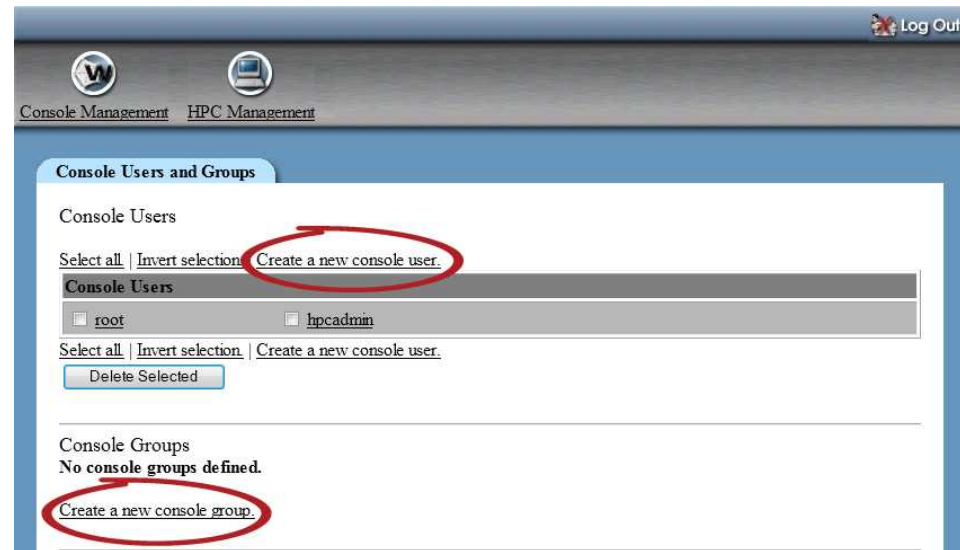 Log Out
W
Console Management HPC Management
Console Users and Groups
Console Users
Select all. | Invert selection. Create a new console user.
Console Users
root hpcadmin
Select all. | Invert selection. | Create a new console user.
Delete Selected
Console Groups
No console groups defined.
Create a new console group.